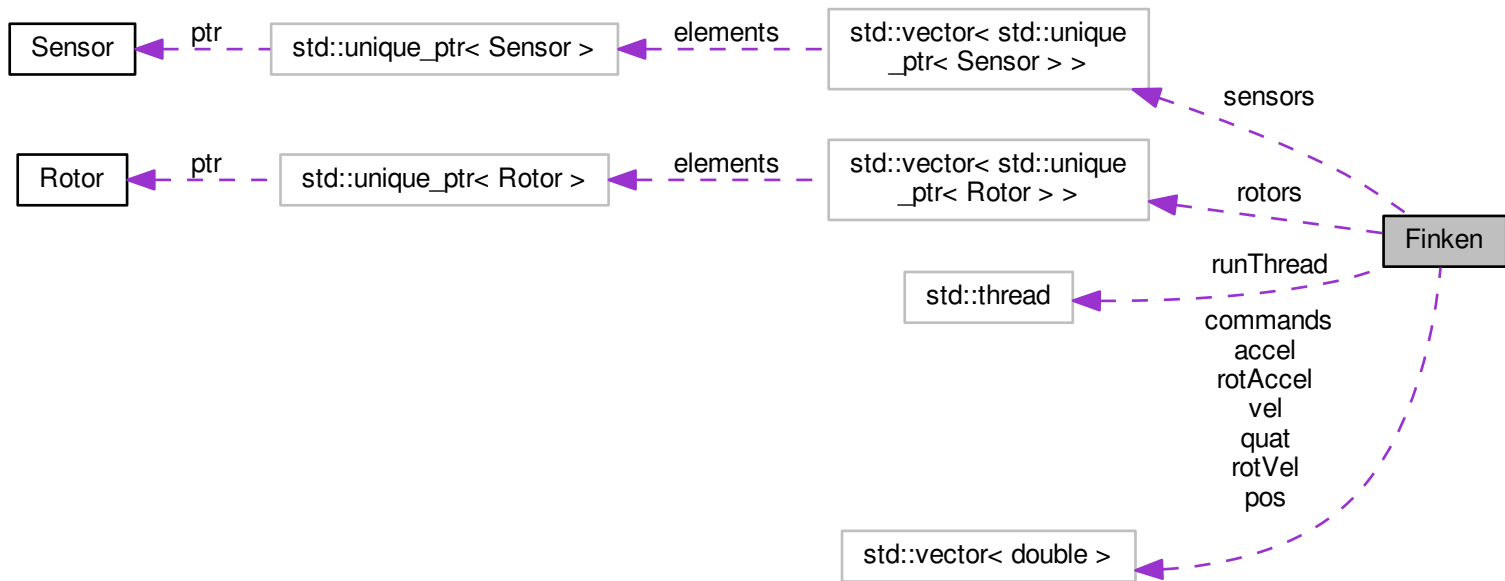 Sensor
ptr
std::unique_ptr< Sensor >
elements
std::vector< std::unique
_ptr< Sensor > >
sensors
Rotor
ptr
std::unique_ptr< Rotor >
elements
std::vector< std::unique
_ptr< Rotor > >
rotors
Finken
runThread
std::thread
commands
accel
rotAccel
vel
quat
rotVel
pos
std::vector< double >